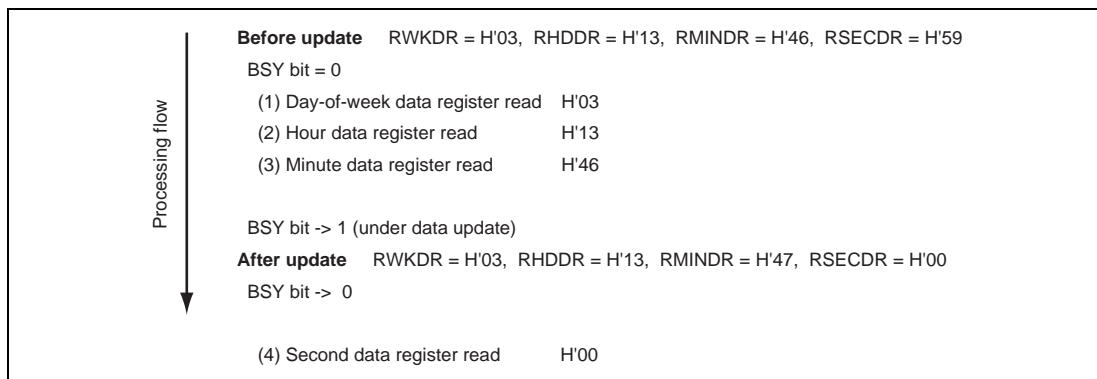 Processing flow
Before update RWKDR = H'03, RHDDR = H'13, RMINDR = H'46, RSECDR = H'59
BSY bit = 0
(1) Day-of-week data register read H'03
(2) Hour data register read H'13
(3) Minute data register read H'46
BSY bit -> 1 (under data update)
After update RWKDR = H'03, RHDDR = H'13, RMINDR = H'47, RSECDR = H'00
BSY bit -> 0
(4) Second data register read H'00